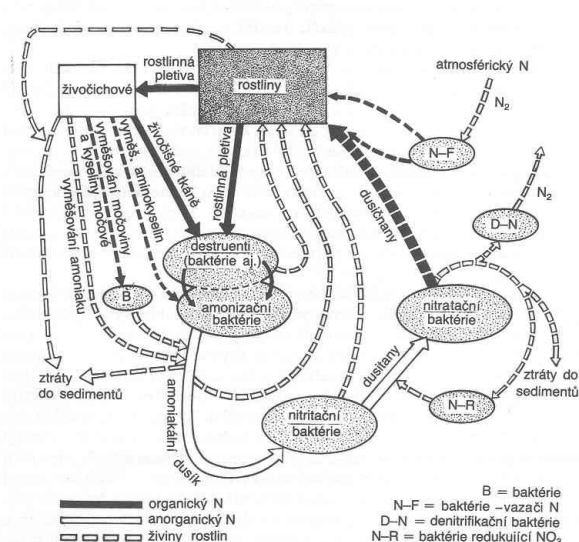 rostlinná
pletiva
živočichové
rostliny
atmosférický N
N₂
N–F
živočišné tkáně
vyměš. aminokyselin
vyměšování močoviny
a kyseliny močové
vyměšování amoniaku
rostlinná pletiva
dusičnany
N₂
D–N
destruenti
(baktérie aj.)
B
amonizační
baktérie
nitratační
baktérie
ztráty
do sedimentů
amoniakální dusík
dusitany
ztráty do
sedimentů
nitritační
baktérie
N–R
organický N
anorganický N
živiny rostlin
B = baktérie
N–F = baktérie –vazači N
D–N = denitrifikační baktérie
N–R = baktérie redukující NO₃